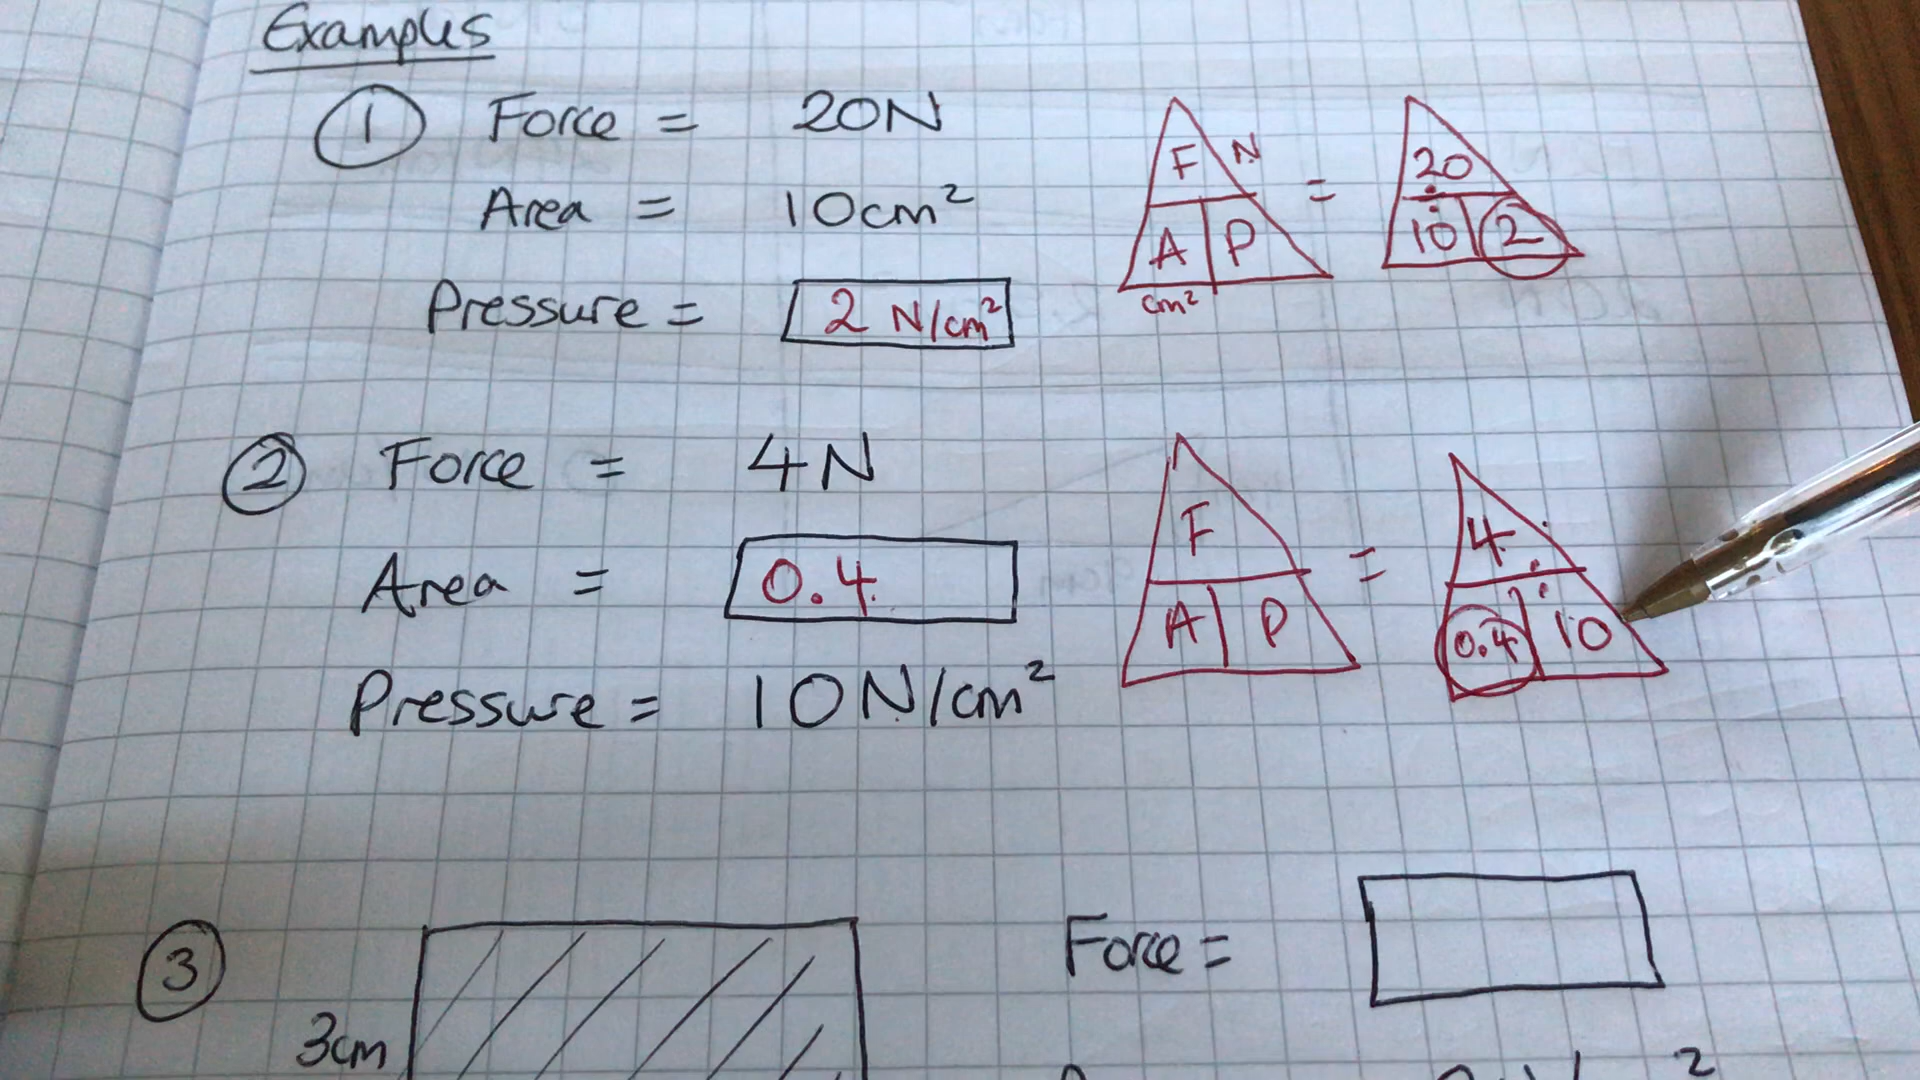 Examples
① Force = 20N
Area = 10cm²
Pressure = 2 N/cm²
F N
A P
cm²
=
20
10 2
② Force = 4N
Area = 0.4
Pressure = 10N/cm²
F
A P
=
4
0.4 10
③
3cm
Force =